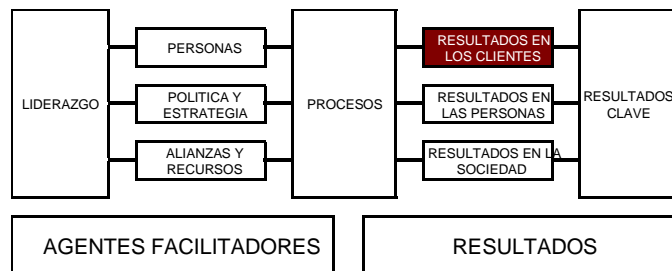 LIDERAZGO
PERSONAS
POLITICA Y
ESTRATEGIA
ALIANZAS Y
RECURSOS
PROCESOS
RESULTADOS EN
LOS CLIENTES
RESULTADOS EN
LAS PERSONAS
RESULTADOS EN LA
SOCIEDAD
RESULTADOS
CLAVE
AGENTES FACILITADORES
RESULTADOS